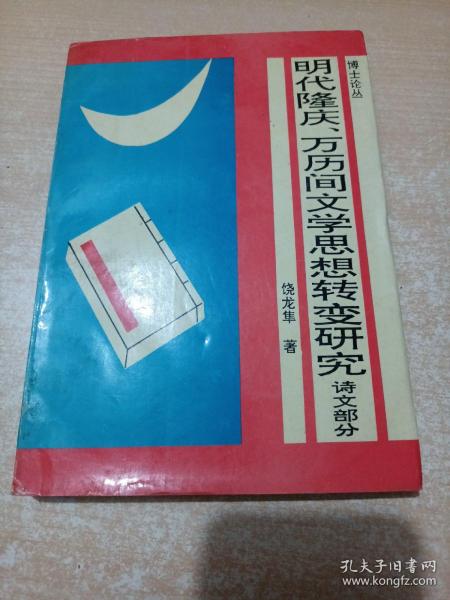 博士论丛
明代隆庆、万历间文学思想转变研究
诗文部分
饶龙隼 著
孔夫子旧书网
www.kongfz.com